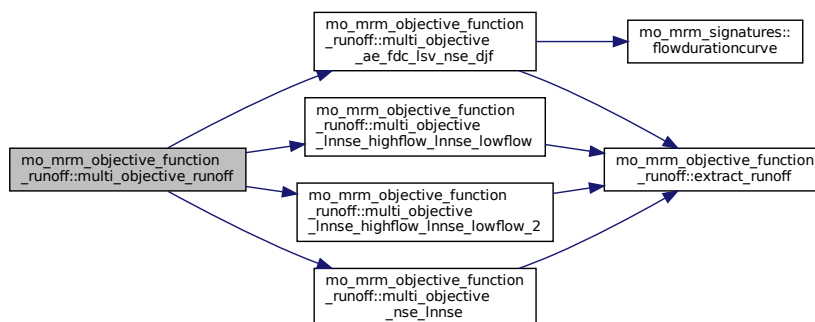 mo_mrm_objective_function
_runoff::multi_objective_runoff
mo_mrm_objective_function
_runoff::multi_objective
_ae_fdc_lsv_nse_djf
mo_mrm_signatures::
flowdurationcurve
mo_mrm_objective_function
_runoff::multi_objective
_lnnse_highflow_lnnse_lowflow
mo_mrm_objective_function
_runoff::extract_runoff
mo_mrm_objective_function
_runoff::multi_objective
_lnnse_highflow_lnnse_lowflow_2
mo_mrm_objective_function
_runoff::multi_objective
_nse_lnnse